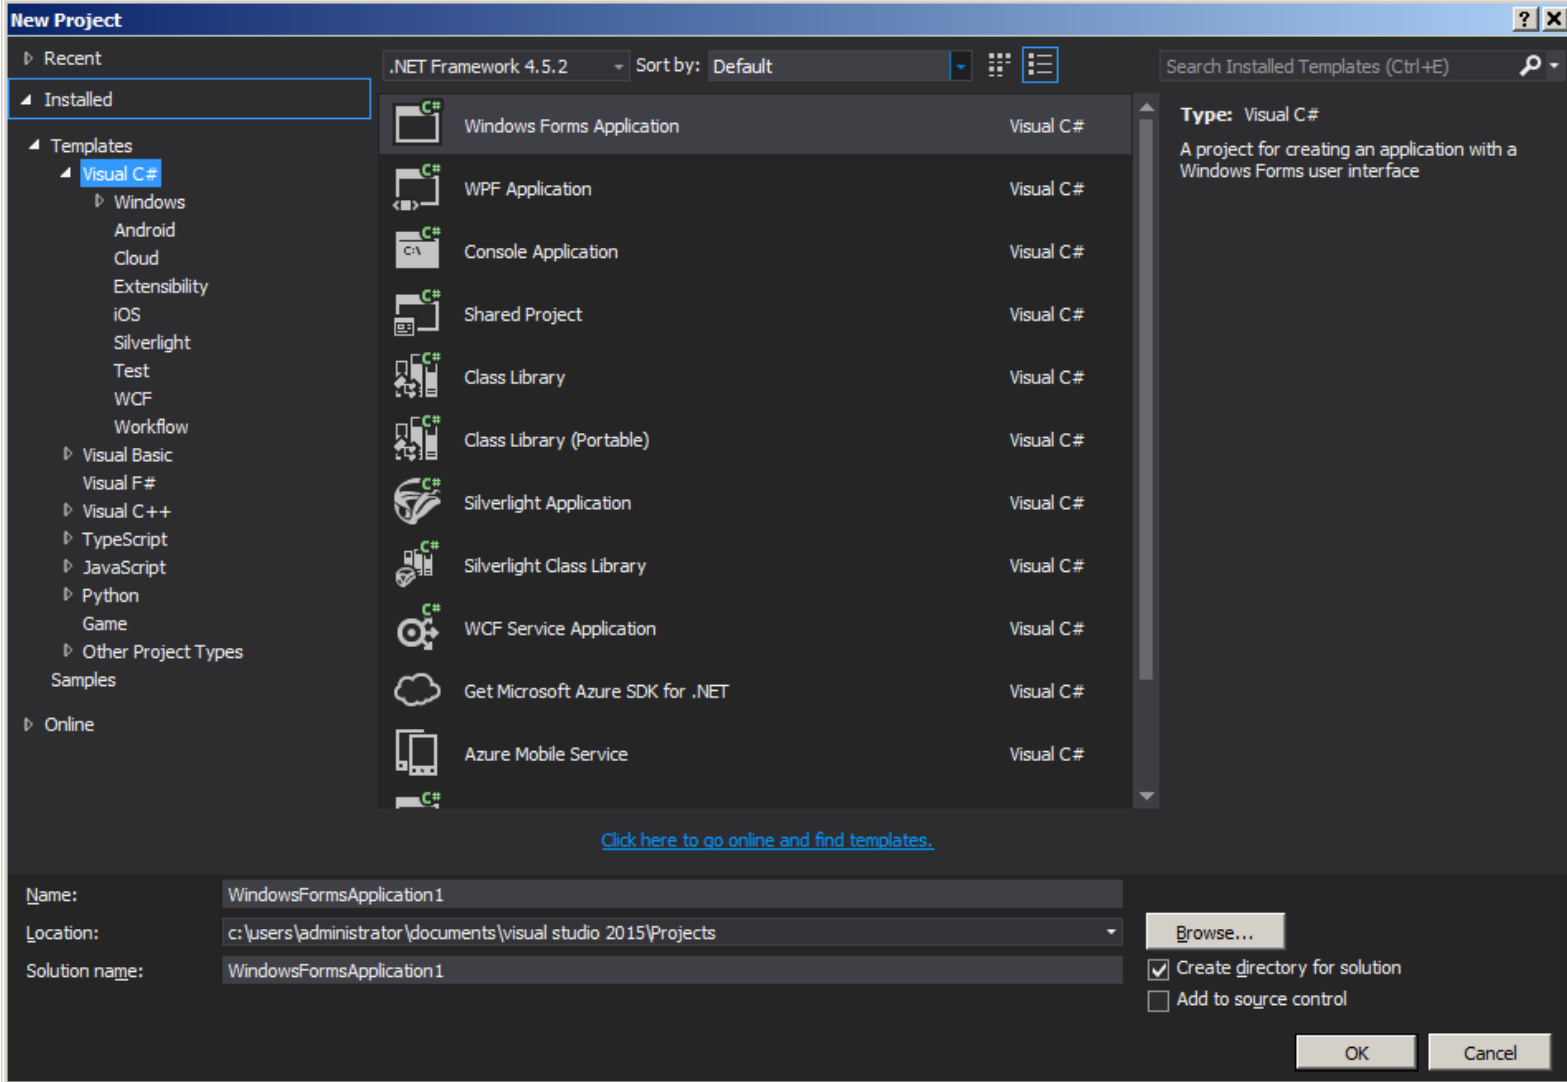 New Project
Recent
Installed
Templates
Visual C#
Windows
Android
Cloud
Extensibility
iOS
Silverlight
Test
WCF
Workflow
Visual Basic
Visual F#
Visual C++
TypeScript
JavaScript
Python
Game
Other Project Types
Samples
Online
.NET Framework 4.5.2 Sort by: Default
Windows Forms Application Visual C#
WPF Application Visual C#
Console Application Visual C#
Shared Project Visual C#
Class Library Visual C#
Class Library (Portable) Visual C#
Silverlight Application Visual C#
Silverlight Class Library Visual C#
WCF Service Application Visual C#
Get Microsoft Azure SDK for .NET Visual C#
Azure Mobile Service Visual C#
Click here to go online and find templates.
Search Installed Templates (Ctrl+E)
Type: Visual C#
A project for creating an application with a
Windows Forms user interface
Name: WindowsFormsApplication1
Location: c:\users\administrator\documents\visual studio 2015\Projects
Solution name: WindowsFormsApplication1
Browse...
Create directory for solution
Add to source control
OK Cancel